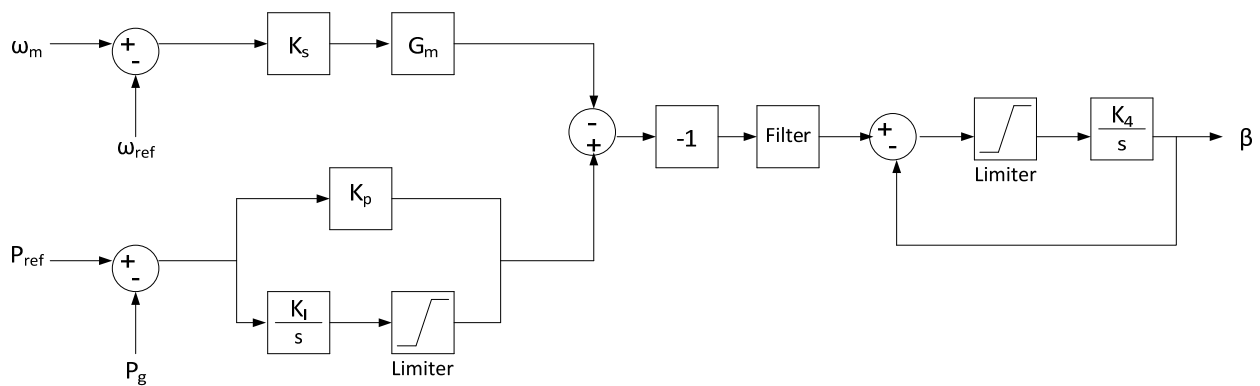 ωm
+
-
ωref
Ks
Gm
-
+
-1
Filter
+
-
Limiter
K4
s
β
Pref
+
-
Pg
Kp
KI
s
Limiter